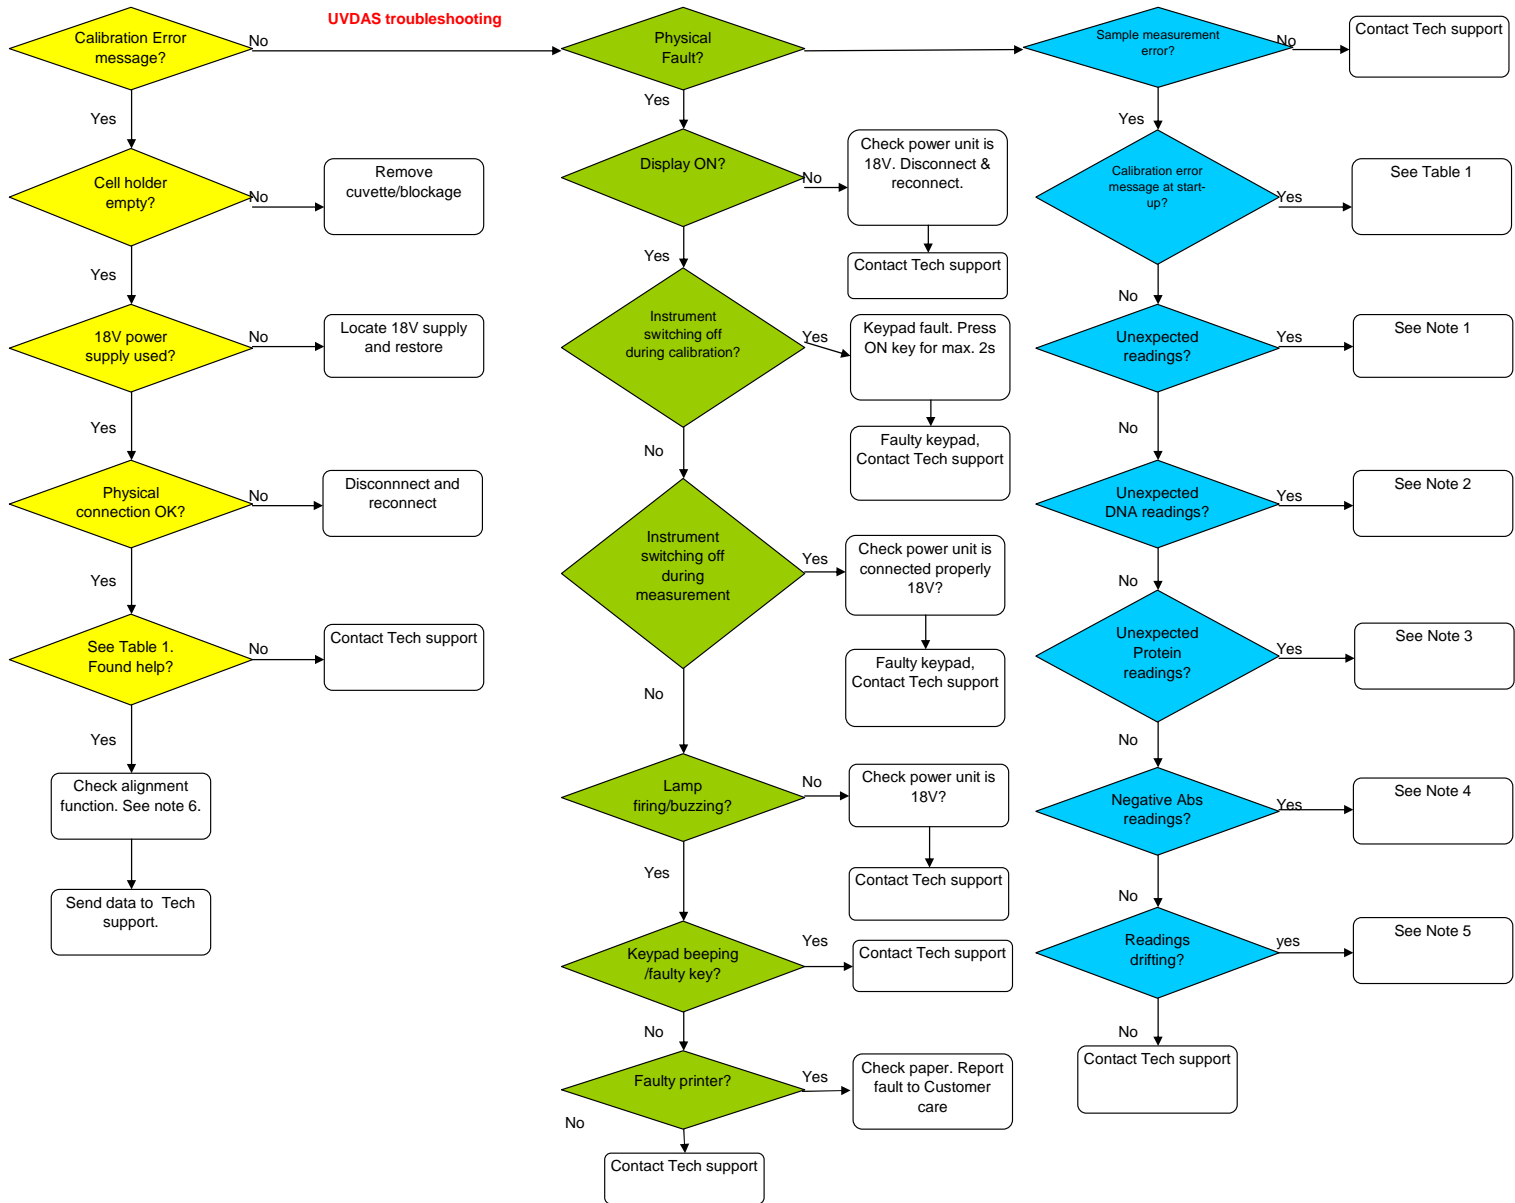 UVDAS troubleshooting
Calibration Error
message?
No
Yes
Cell holder
empty?
No
Remove
cuvette/blockage
Yes
18V power
supply used?
No
Locate 18V supply
and restore
Yes
Physical
connection OK?
No
Disconnnect and
reconnect
Yes
See Table 1.
Found help?
No
Contact Tech support
Yes
Check alignment
function. See note 6.
Send data to Tech
support.
Physical
Fault?
Yes
Display ON?
No
Check power unit is
18V. Disconnect &
reconnect.
Contact Tech support
Yes
Instrument
switching off
during calibration?
Yes
Keypad fault. Press
ON key for max. 2s
Faulty keypad,
Contact Tech support
No
Instrument
switching off
during
measurement
Yes
Check power unit is
connected properly
18V?
Faulty keypad,
Contact Tech support
No
Lamp
firing/buzzing?
No
Check power unit is
18V?
Contact Tech support
Yes
Keypad beeping
/faulty key?
Yes
Contact Tech support
No
Faulty printer?
Yes
Check paper. Report
fault to Customer
care
No
Contact Tech support
Sample measurement
error?
No
Contact Tech support
Yes
Calibration error
message at start-
up?
Yes
See Table 1
No
Unexpected
readings?
Yes
See Note 1
No
Unexpected
DNA readings?
Yes
See Note 2
No
Unexpected
Protein
readings?
Yes
See Note 3
No
Negative Abs
readings?
Yes
See Note 4
No
Readings
drifting?
yes
See Note 5
No
Contact Tech support